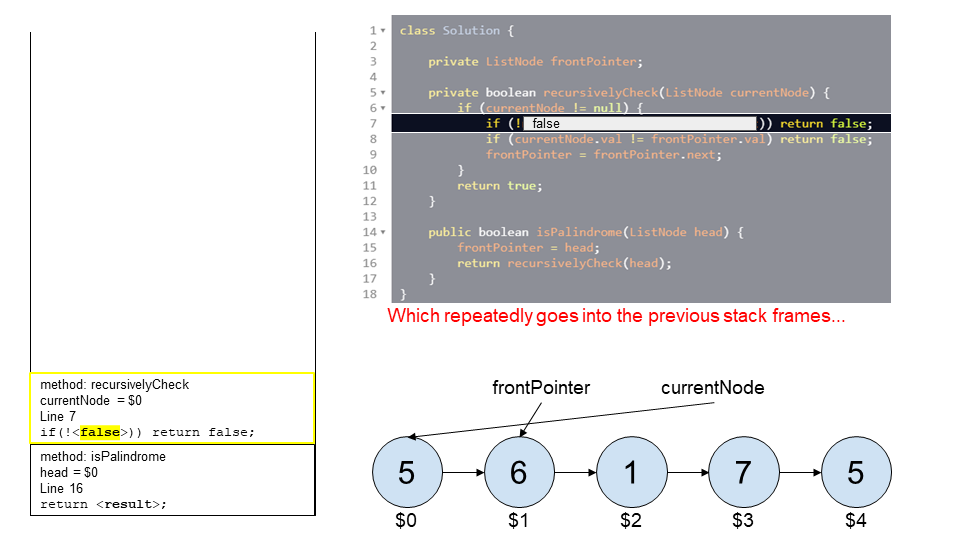 1 class Solution {
2
3 private ListNode frontPointer;
4
5 private boolean recursivelyCheck(ListNode currentNode) {
6 if (currentNode != null) {
7 if (! false )) return false;
8 if (currentNode.val != frontPointer.val) return false;
9 frontPointer = frontPointer.next;
10 }
11 return true;
12 }
13
14 public boolean isPalindrome(ListNode head) {
15 frontPointer = head;
16 return recursivelyCheck(head);
17 }
18 }
Which repeatedly goes into the previous stack frames...
method: recursivelyCheck
currentNode = $0
Line 7
if(!<false>)) return false;
method: isPalindrome
head = $0
Line 16
return <result>;
frontPointer currentNode
5 6 1 7 5
$0 $1 $2 $3 $4